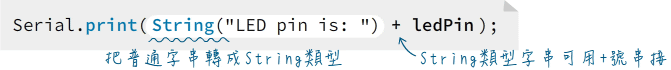 Serial.print(String("LED pin is: ") + ledPin);
把普通字串轉成String類型
String類型字串可用+號串接